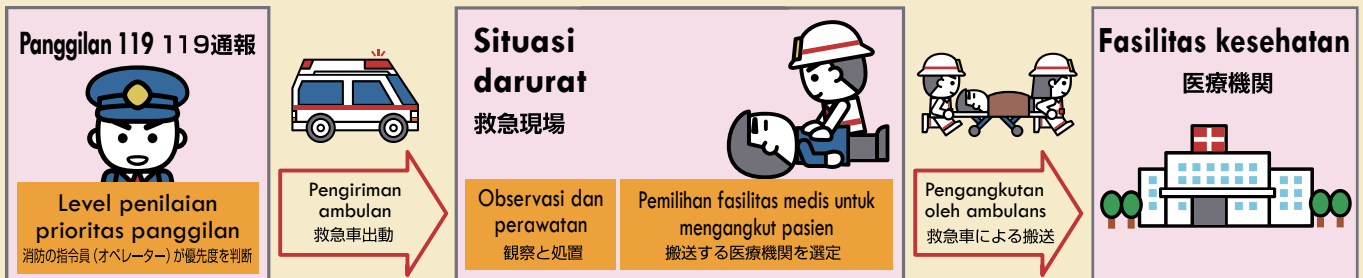 Panggilan 119 119通報
Level penilaian
prioritas panggilan
消防の指令員(オペレーター)が優先度を判断
Pengiriman
ambulan
救急車出動
Situasi
darurat
救急現場
Observasi dan
perawatan
観察と処置
Pemilihan fasilitas medis untuk
mengangkut pasien
搬送する医療機関を選定
Pengangkutan
oleh ambulans
救急車による搬送
Fasilitas kesehatan
医療機関